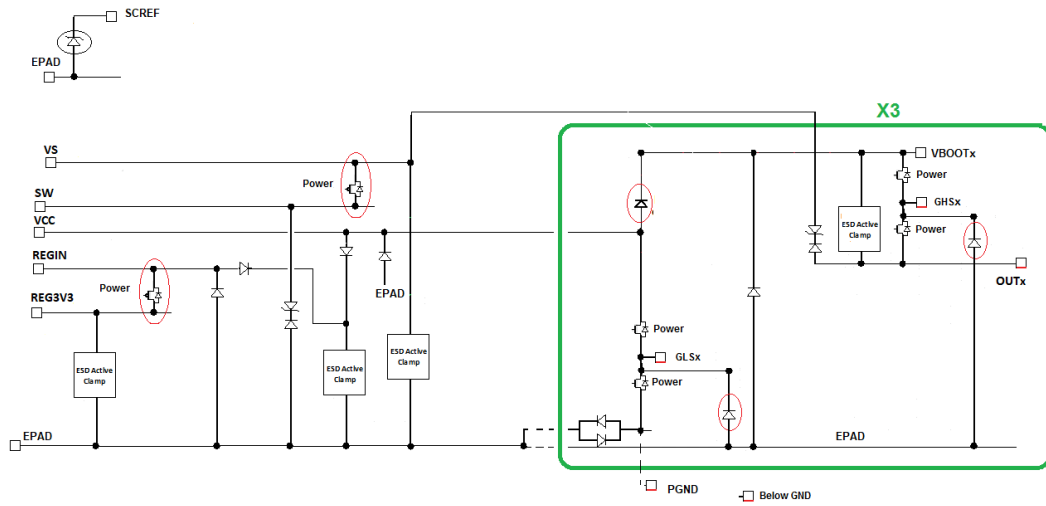 SCREF
EPAD
X3
VS
VBOOTx
Power
Power
SW
GHSx
VCC
ESD Active
Clamp
Power
REGIN
EPAD
OUTx
Power
REG3V3
Power
ESD Active
Clamp
GLSx
ESD Active
Clamp
ESD Active
Clamp
Power
EPAD
EPAD
PGND
Below GND